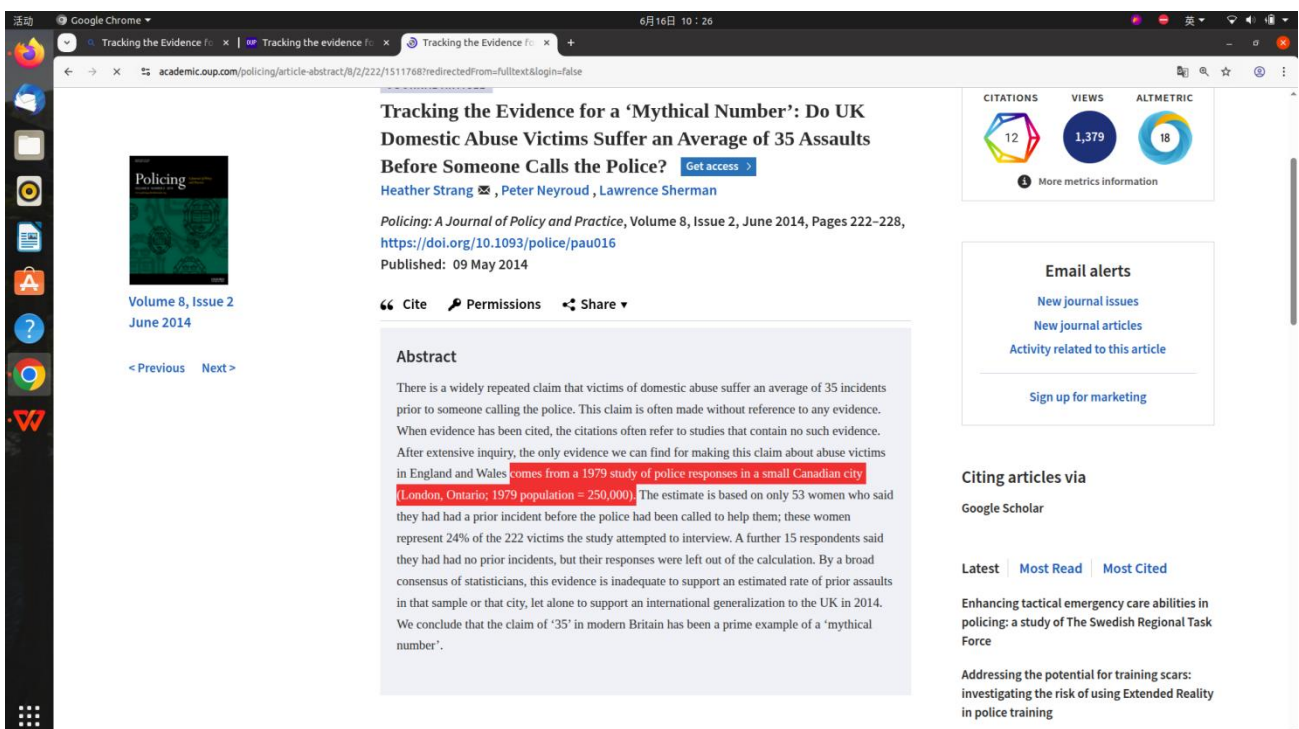 活动
Google Chrome ▾
6月16日 10：26
英 ▾
Tracking the Evidence fo
Tracking the evidence fo
Tracking the Evidence fo
academic.oup.com/policing/article-abstract/8/2/222/1511768?redirectedFrom=fulltext&login=false
Policing
Volume 8, Issue 2
June 2014
< Previous Next >
Tracking the Evidence for a ‘Mythical Number’: Do UK
Domestic Abuse Victims Suffer an Average of 35 Assaults
Before Someone Calls the Police? Get access >
Heather Strang , Peter Neyroud , Lawrence Sherman
Policing: A Journal of Policy and Practice, Volume 8, Issue 2, June 2014, Pages 222–228,
https://doi.org/10.1093/police/pau016
Published: 09 May 2014
Cite Permissions Share ▾
Abstract
There is a widely repeated claim that victims of domestic abuse suffer an average of 35 incidents
prior to someone calling the police. This claim is often made without reference to any evidence.
When evidence has been cited, the citations often refer to studies that contain no such evidence.
After extensive inquiry, the only evidence we can find for making this claim about abuse victims
in England and Wales comes from a 1979 study of police responses in a small Canadian city
(London, Ontario; 1979 population = 250,000). The estimate is based on only 53 women who said
they had had a prior incident before the police had been called to help them; these women
represent 24% of the 222 victims the study attempted to interview. A further 15 respondents said
they had had no prior incidents, but their responses were left out of the calculation. By a broad
consensus of statisticians, this evidence is inadequate to support an estimated rate of prior assaults
in that sample or that city, let alone to support an international generalization to the UK in 2014.
We conclude that the claim of ‘35’ in modern Britain has been a prime example of a ‘mythical
number’.
CITATIONS VIEWS ALTMETRIC
12 1,379 18
More metrics information
Email alerts
New journal issues
New journal articles
Activity related to this article
Sign up for marketing
Citing articles via
Google Scholar
Latest Most Read Most Cited
Enhancing tactical emergency care abilities in
policing: a study of The Swedish Regional Task
Force
Addressing the potential for training scars:
investigating the risk of using Extended Reality
in police training